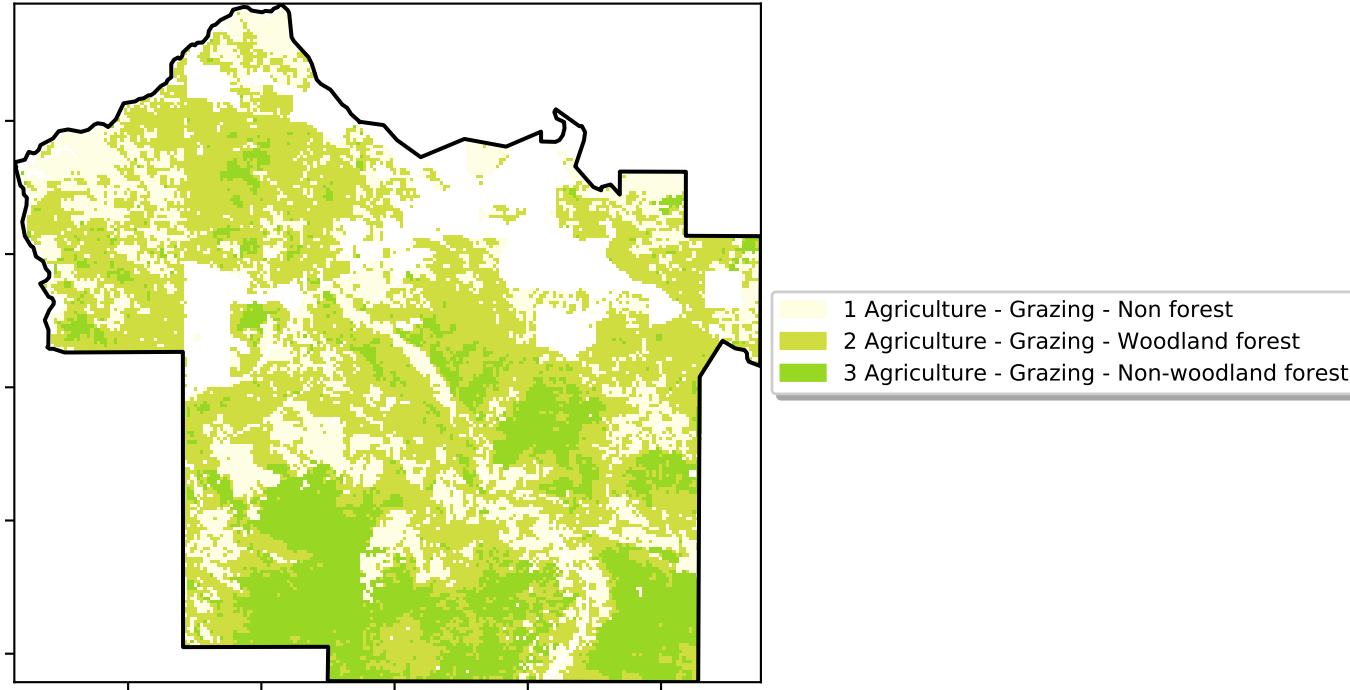 1 Agriculture - Grazing - Non forest
2 Agriculture - Grazing - Woodland forest
3 Agriculture - Grazing - Non-woodland forest